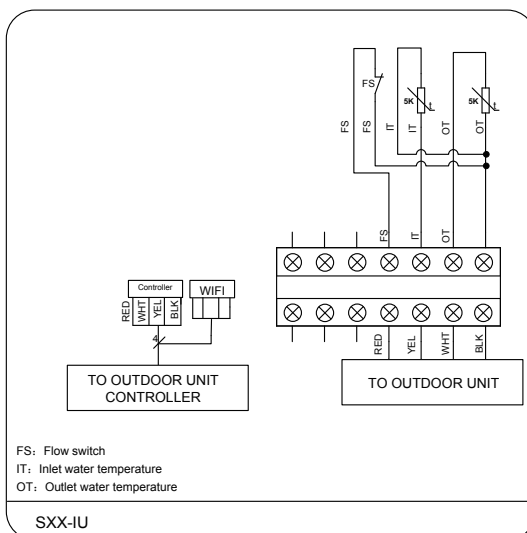 FS
5K
t
5K
t
FS
FS
IT
IT
OT
OT
FS
IT
OT
Controller
WIFI
RED
WHT
YEL
BLK
4
RED
YEL
WHT
BLK
TO OUTDOOR UNIT
CONTROLLER
TO OUTDOOR UNIT
FS: Flow switch
IT: Inlet water temperature
OT: Outlet water temperature
SXX-IU